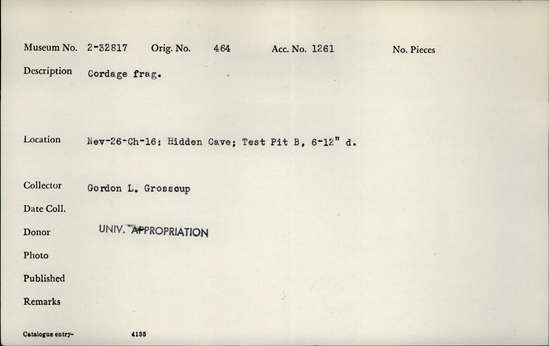 Museum No. 2-32817 Orig. No. 464 Acc. No. 1261 No. Pieces
Description Cordage frag.
Location Nev-26-Ch-16: Hidden Cave; Test Pit B, 6-12" d.
Collector Gordon L. Grosscup
Date Coll.
Donor UNIV. APPROPRIATION
Photo
Published
Remarks
Catalogue entry- 4135